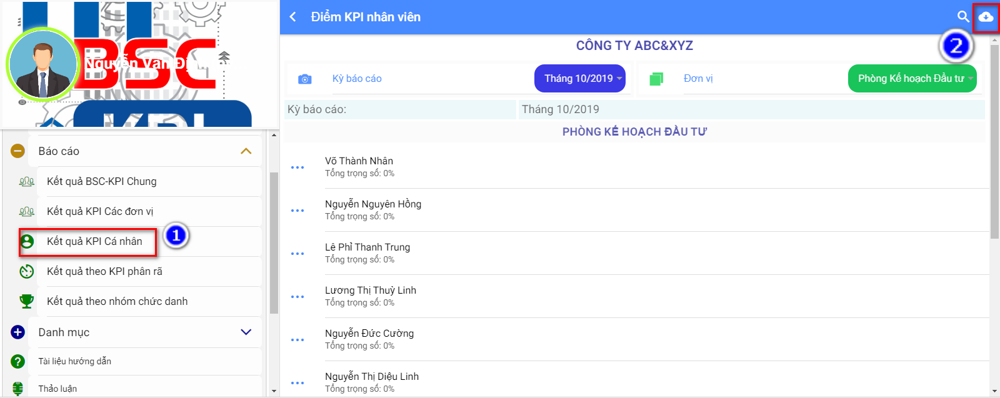 BSC
KPI
Nguyễn Văn Đị
Báo cáo
Kết quả BSC-KPI Chung
Kết quả KPI Các đơn vị
Kết quả KPI Cá nhân
1
Kết quả theo KPI phân rã
Kết quả theo nhóm chức danh
Danh mục
Tài liệu hướng dẫn
Thảo luận
Điểm KPI nhân viên
2
CÔNG TY ABC&XYZ
Kỳ báo cáo
Tháng 10/2019
Đơn vị
Phòng Kế hoạch Đầu tư
Kỳ báo cáo:
Tháng 10/2019
PHÒNG KẾ HOẠCH ĐẦU TƯ
Võ Thành Nhân
Tổng trọng số: 0%
Nguyễn Nguyên Hồng
Tổng trọng số: 0%
Lê Phỉ Thanh Trung
Tổng trọng số: 0%
Lương Thị Thuỳ Linh
Tổng trọng số: 0%
Nguyễn Đức Cường
Tổng trọng số: 0%
Nguyễn Thị Diệu Linh
Tổng trọng số: 0%